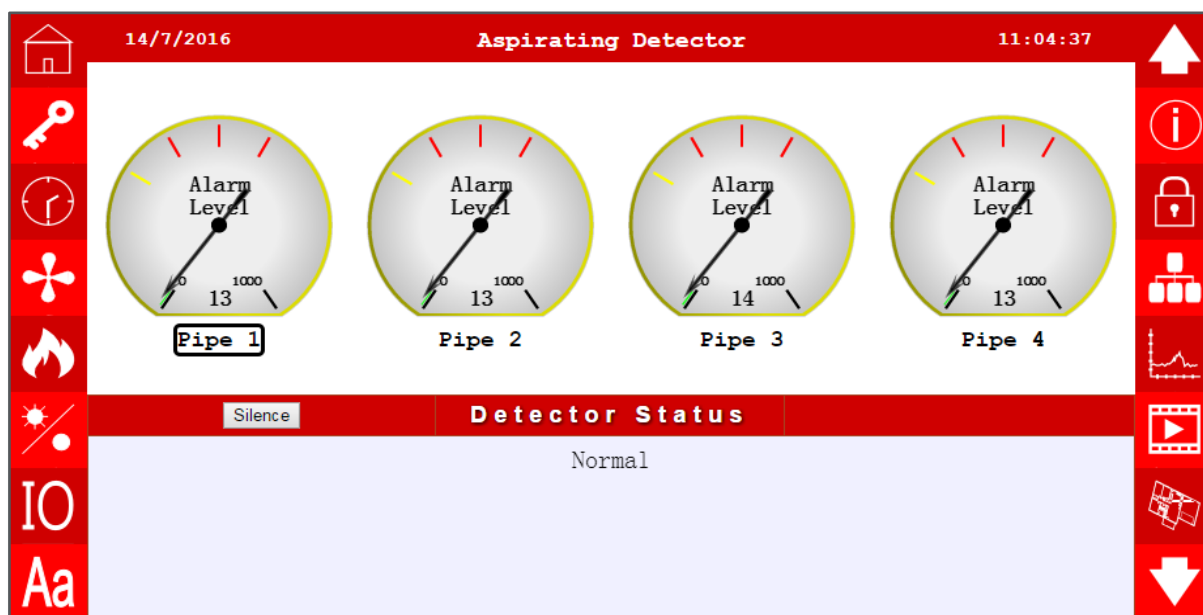 14/7/2016 Aspirating Detector 11:04:37
Alarm Level
0 1000
13
Pipe 1
Alarm Level
0 1000
13
Pipe 2
Alarm Level
0 1000
14
Pipe 3
Alarm Level
0 1000
13
Pipe 4
Silence Detector Status
Normal
i
IO
Aa